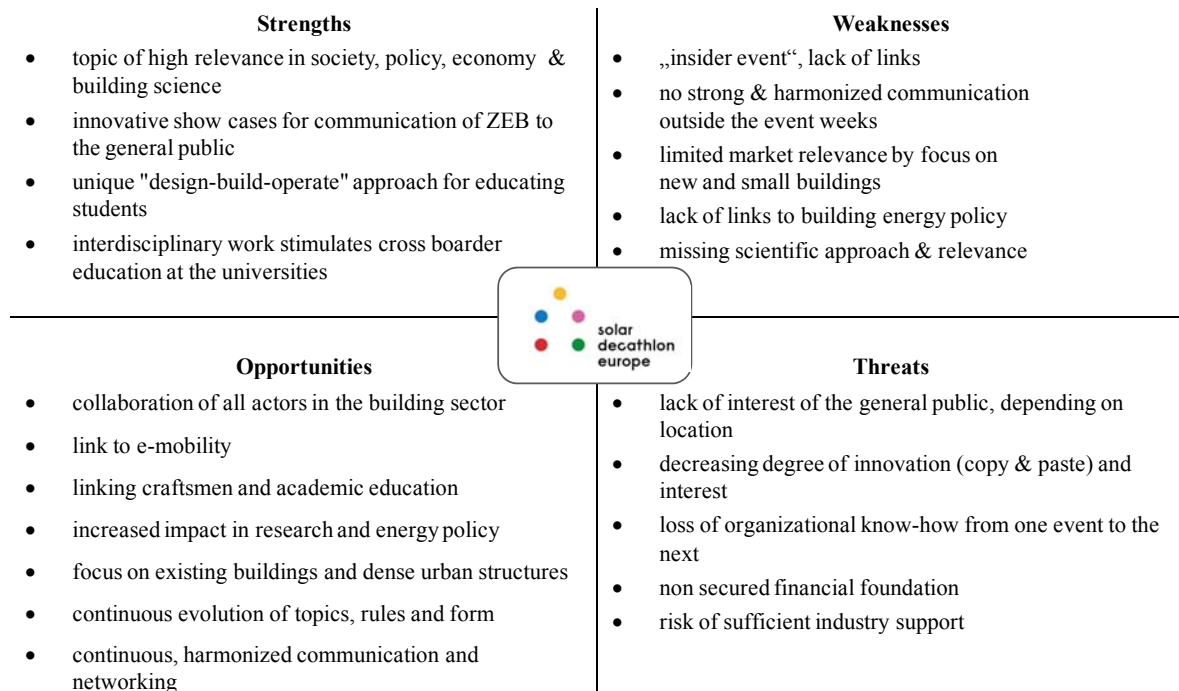 Strengths
• topic of high relevance in society, policy, economy & 
building science
• innovative show cases for communication of ZEB to
the general public
• unique "design-build-operate" approach for educating
students
• interdisciplinary work stimulates cross boarder
education at the universities
Weaknesses
• „insider event“, lack of links
• no strong & harmonized communication
outside the event weeks
• limited market relevance by focus on
new and small buildings
• lack of links to building energy policy
• missing scientific approach & relevance
solar
decathlon
europe
Opportunities
• collaboration of all actors in the building sector
• link to e-mobility
• linking craftsmen and academic education
• increased impact in research and energy policy
• focus on existing buildings and dense urban structures
• continuous evolution of topics, rules and form
• continuous, harmonized communication and
networking
Threats
• lack of interest of the general public, depending on
location
• decreasing degree of innovation (copy & paste) and
interest
• loss of organizational know-how from one event to the
next
• non secured financial foundation
• risk of sufficient industry support